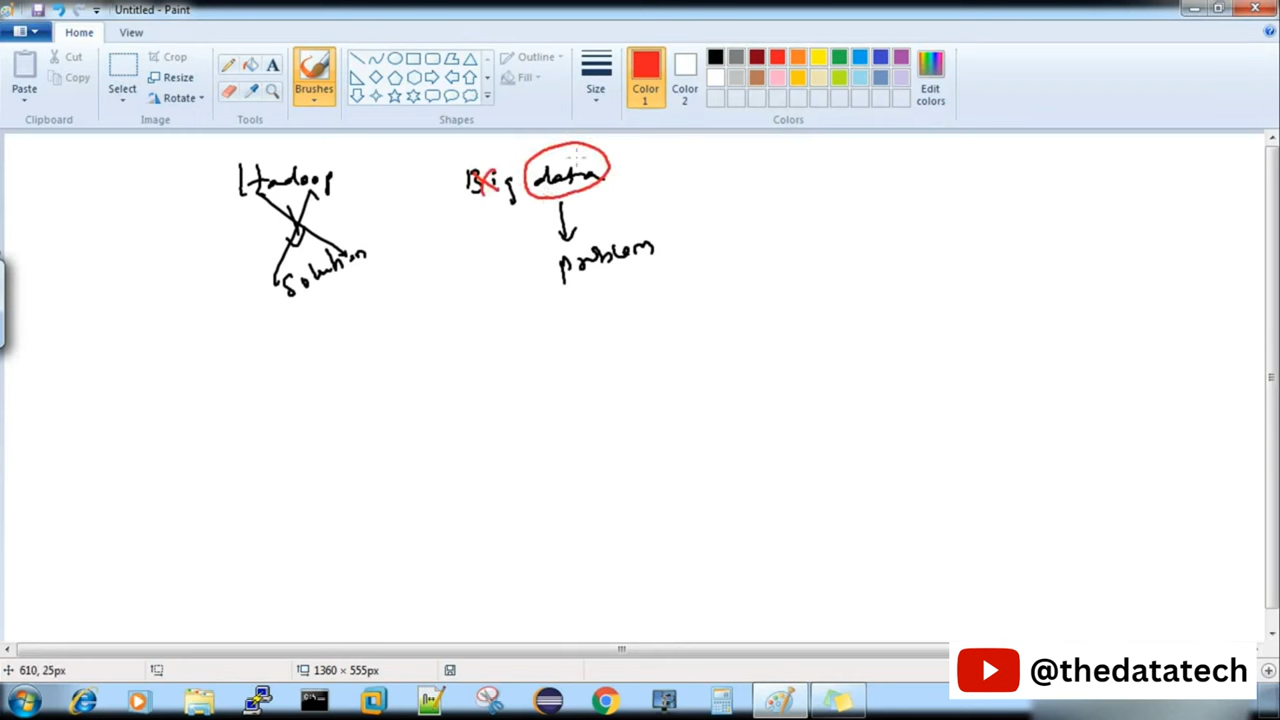 Untitled - Paint
Home View
Paste
Cut
Copy
Clipboard
Select
Crop
Resize
Rotate
Image
Tools
Brushes
Outline
Fill
Shapes
Size
Color 1
Color 2
Edit colors
Colors
Hadoop Big data
Solution problem
610, 25px 1360 × 555px
@thedatatech